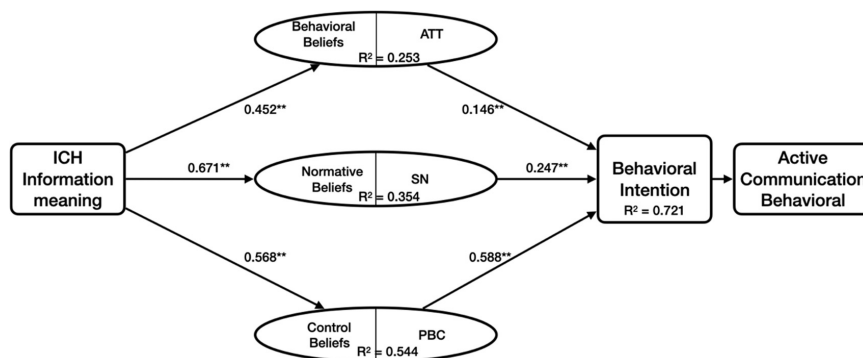 Behavioral
Beliefs
ATT
R² = 0.253
0.452**
0.146**
ICH
Information
meaning
0.671**
Normative
Beliefs
SN
R² = 0.354
0.247**
Behavioral
Intention
R² = 0.721
Active
Communication
Behavioral
0.568**
0.588**
Control
Beliefs
PBC
R² = 0.544